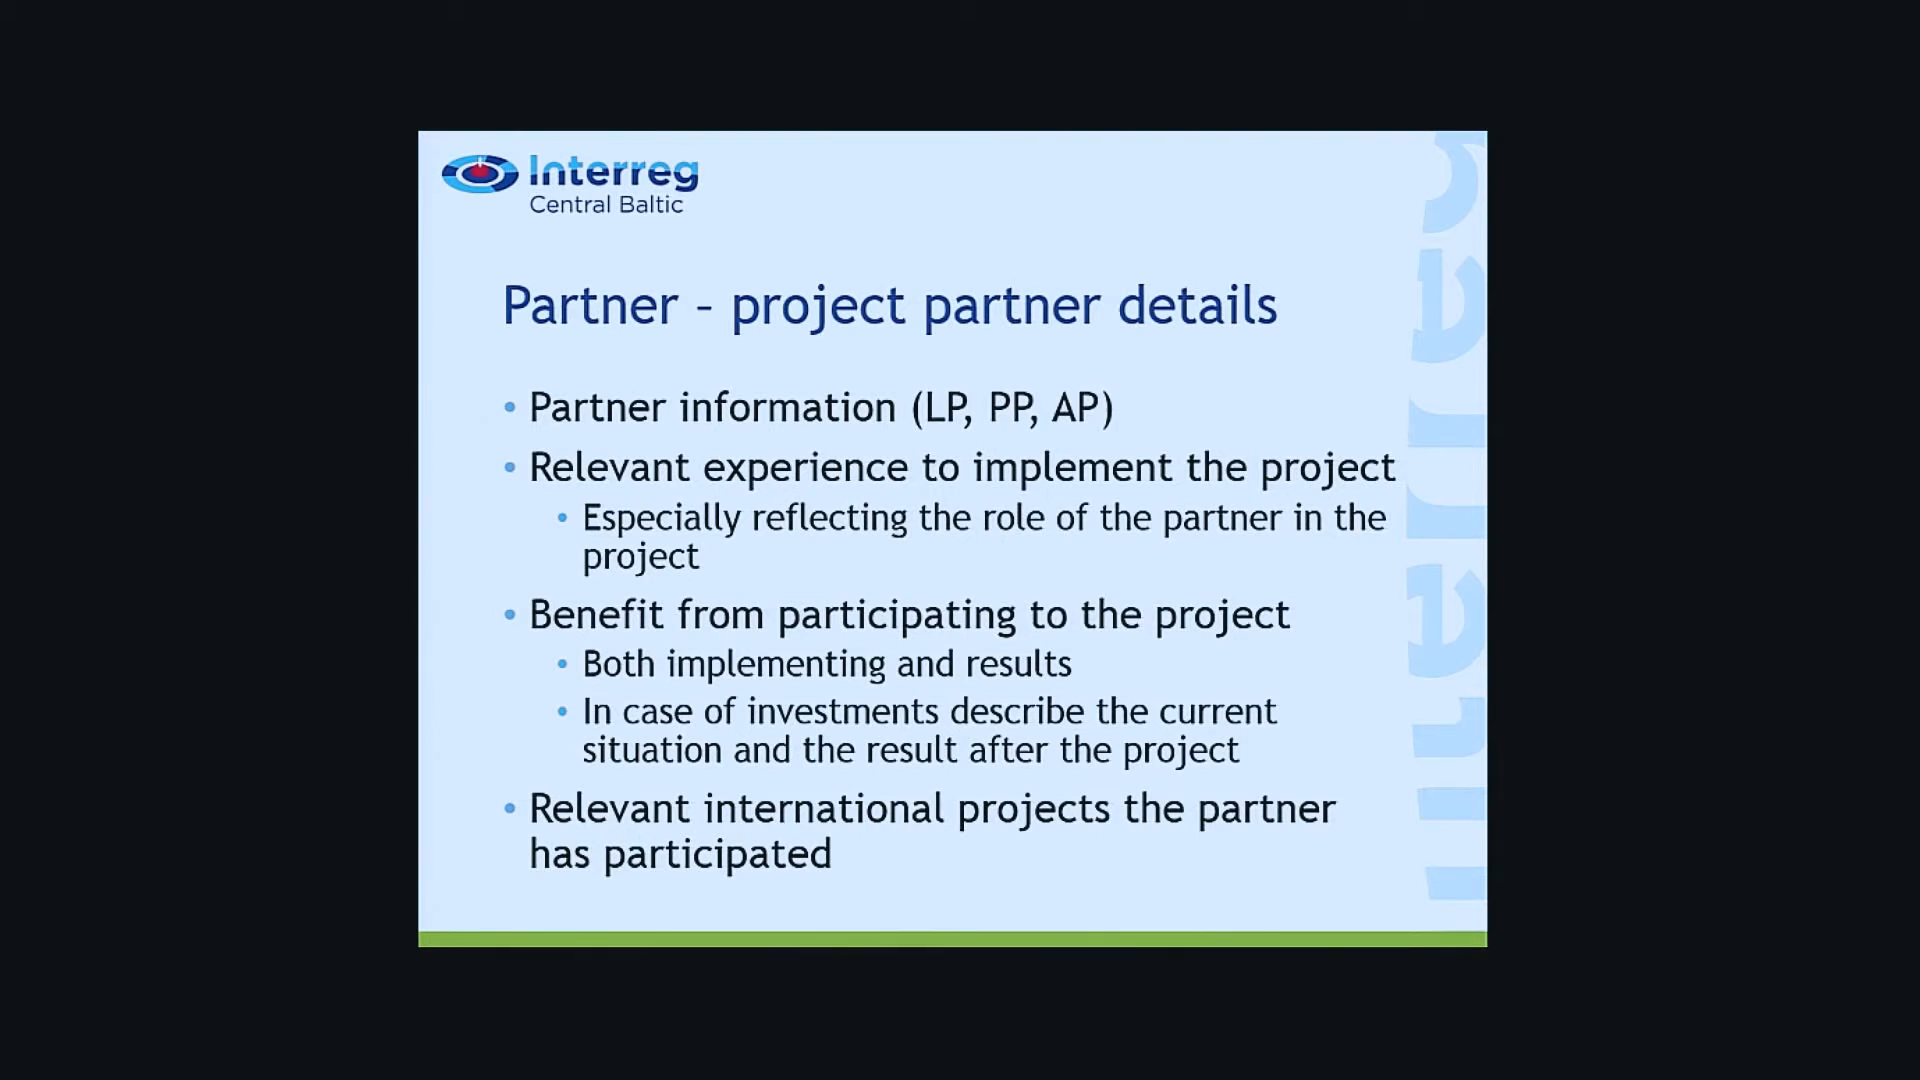 Interreg
Central Baltic
Partner – project partner details
• Partner information (LP, PP, AP)
• Relevant experience to implement the project
• Especially reflecting the role of the partner in the
project
• Benefit from participating to the project
• Both implementing and results
• In case of investments describe the current
situation and the result after the project
• Relevant international projects the partner
has participated
Interreg